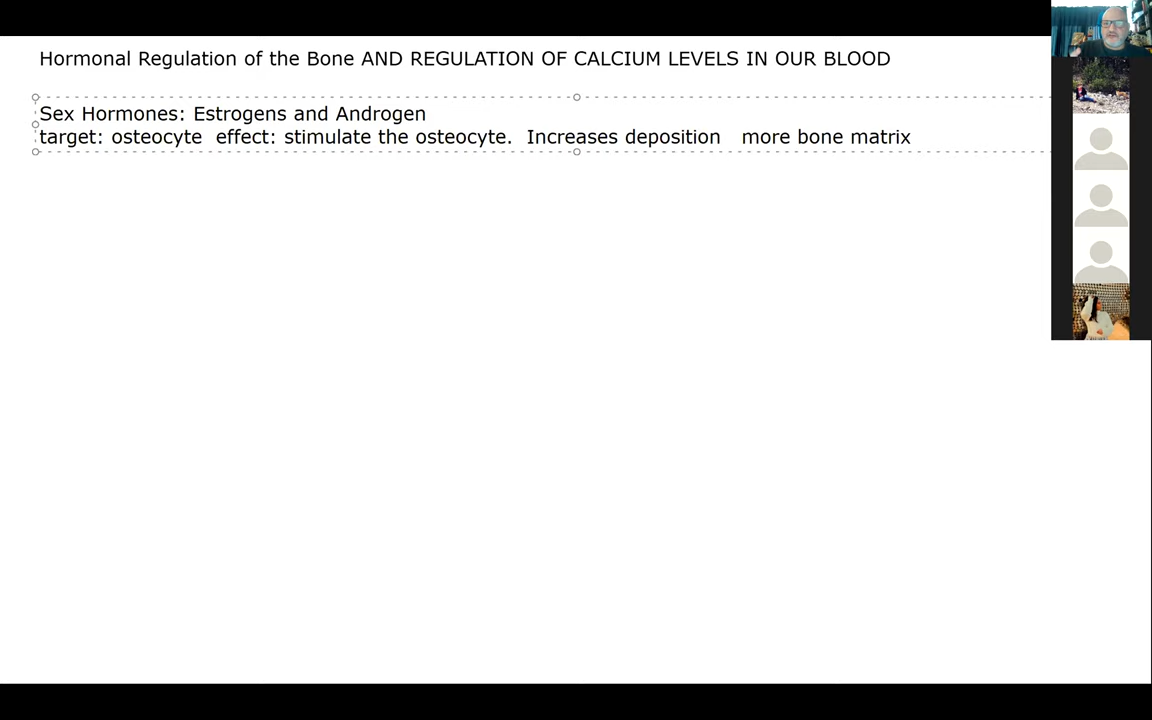 Hormonal Regulation of the Bone AND REGULATION OF CALCIUM LEVELS IN OUR BLOOD
Sex Hormones: Estrogens and Androgen
target: osteocyte effect: stimulate the osteocyte. Increases deposition more bone matrix